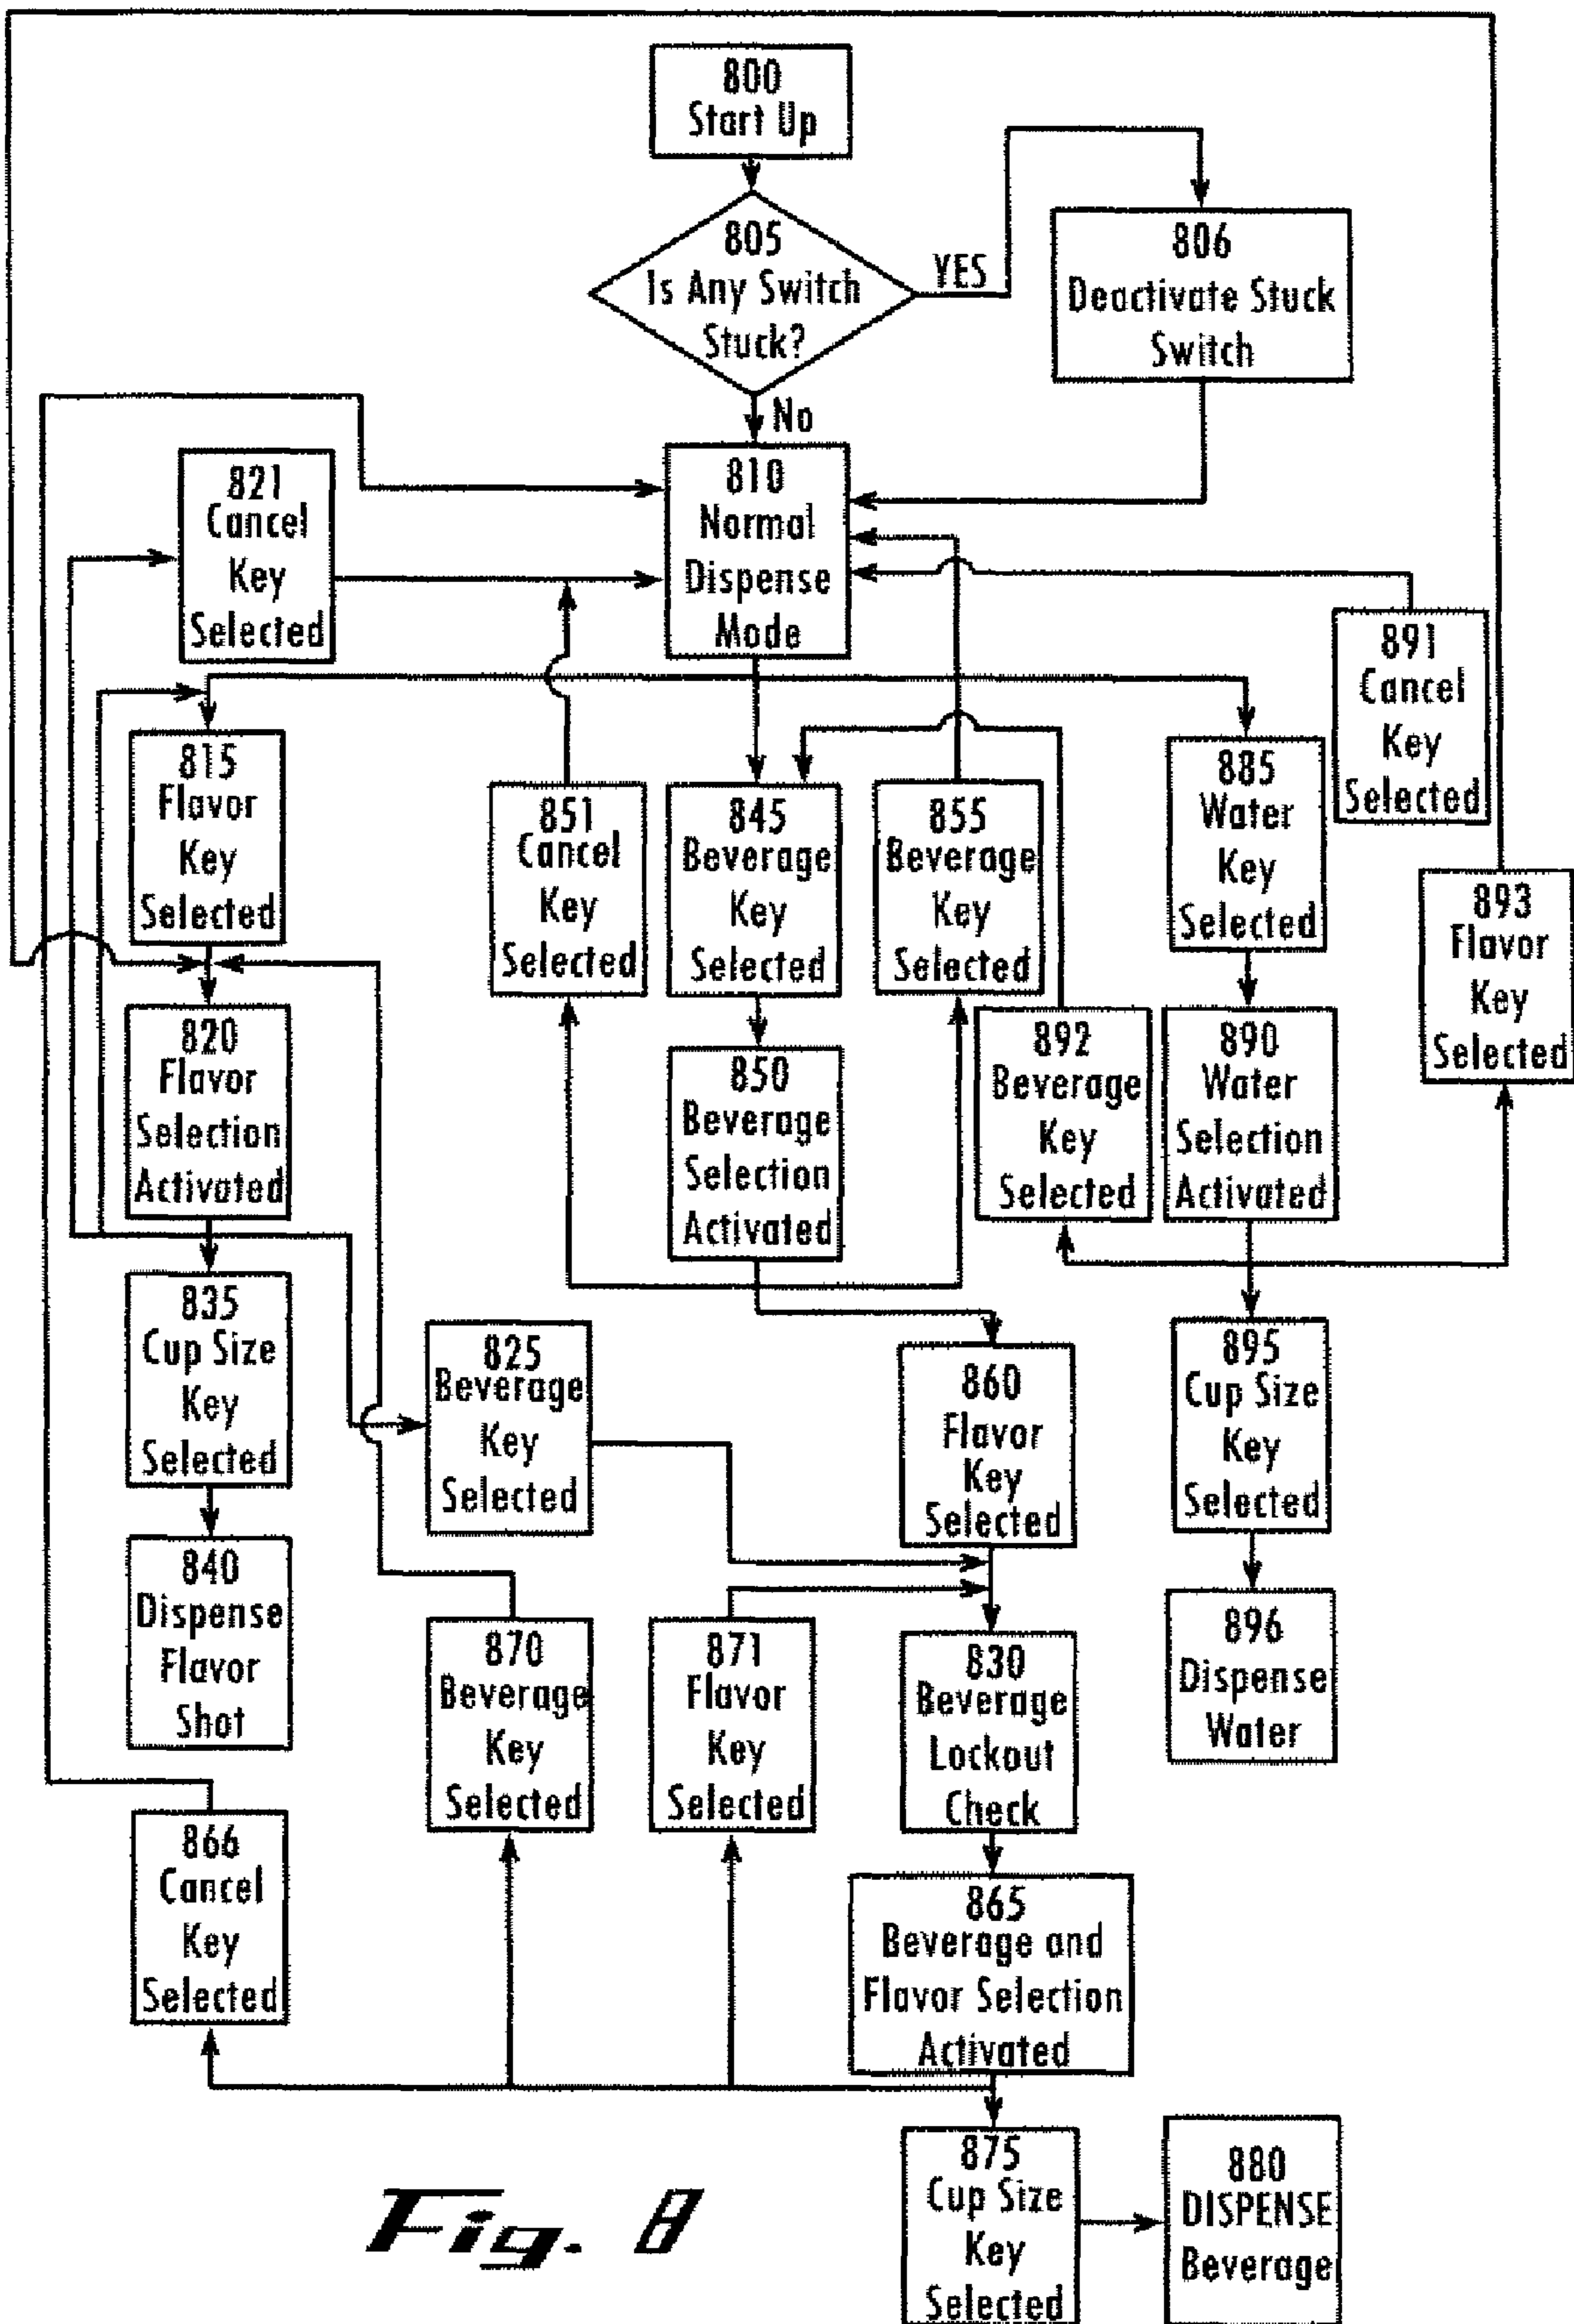 800
Start Up
805
Is Any Switch
Stuck?
YES
806
Deactivate Stuck
Switch
No
810
Normal
Dispense
Mode
821
Cancel
Key
Selected
891
Cancel
Key
Selected
815
Flavor
Key
Selected
851
Cancel
Key
Selected
845
Beverage
Key
Selected
855
Beverage
Key
Selected
885
Water
Key
Selected
893
Flavor
Key
Selected
820
Flavor
Selection
Activated
850
Beverage
Selection
Activated
892
Beverage
Key
Selected
890
Water
Selection
Activated
835
Cup Size
Key
Selected
825
Beverage
Key
Selected
860
Flavor
Key
Selected
895
Cup Size
Key
Selected
840
Dispense
Flavor
Shot
870
Beverage
Key
Selected
871
Flavor
Key
Selected
830
Beverage
Lockout
Check
896
Dispense
Water
866
Cancel
Key
Selected
865
Beverage and
Flavor Selection
Activated
875
Cup Size
Key
Selected
880
DISPENSE
Beverage
Fig. 8